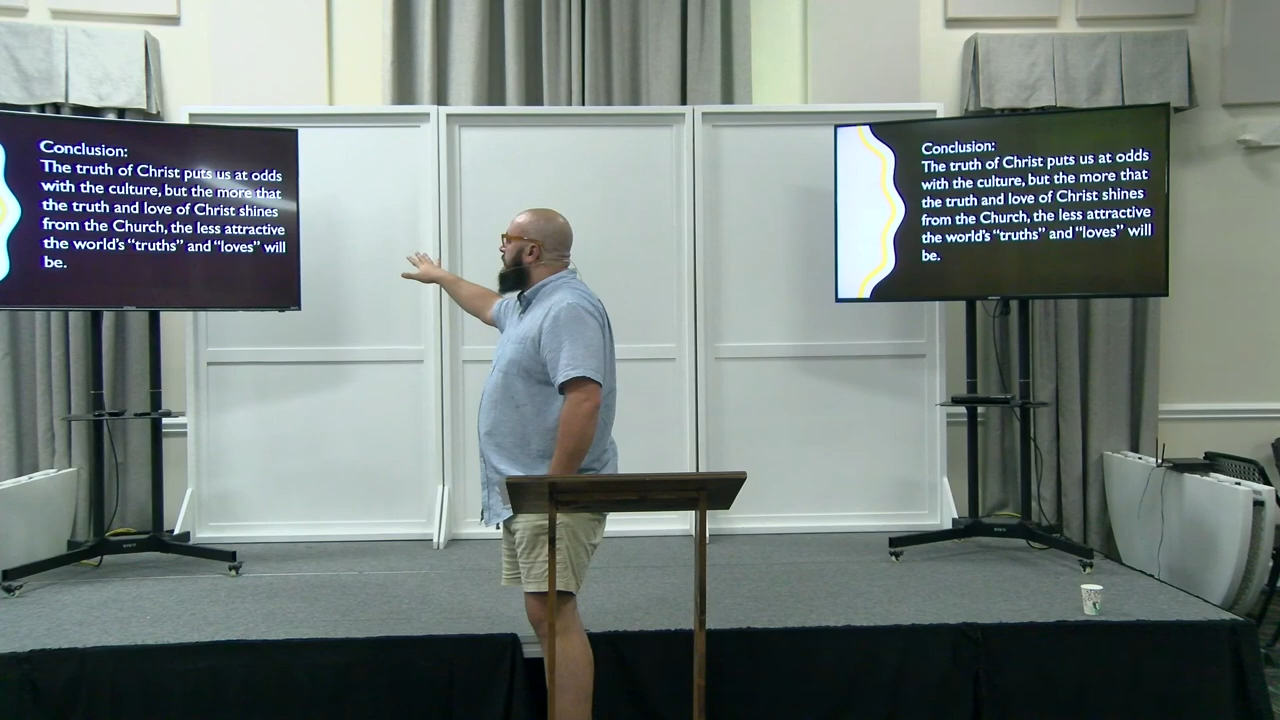 Conclusion:
The truth of Christ puts us at odds
with the culture, but the more that
the truth and love of Christ shines
from the Church, the less attractive
the world's “truths” and “loves” will
be.
Conclusion:
The truth of Christ puts us at odds
with the culture, but the more that
the truth and love of Christ shines
from the Church, the less attractive
the world's “truths” and “loves” will
be.